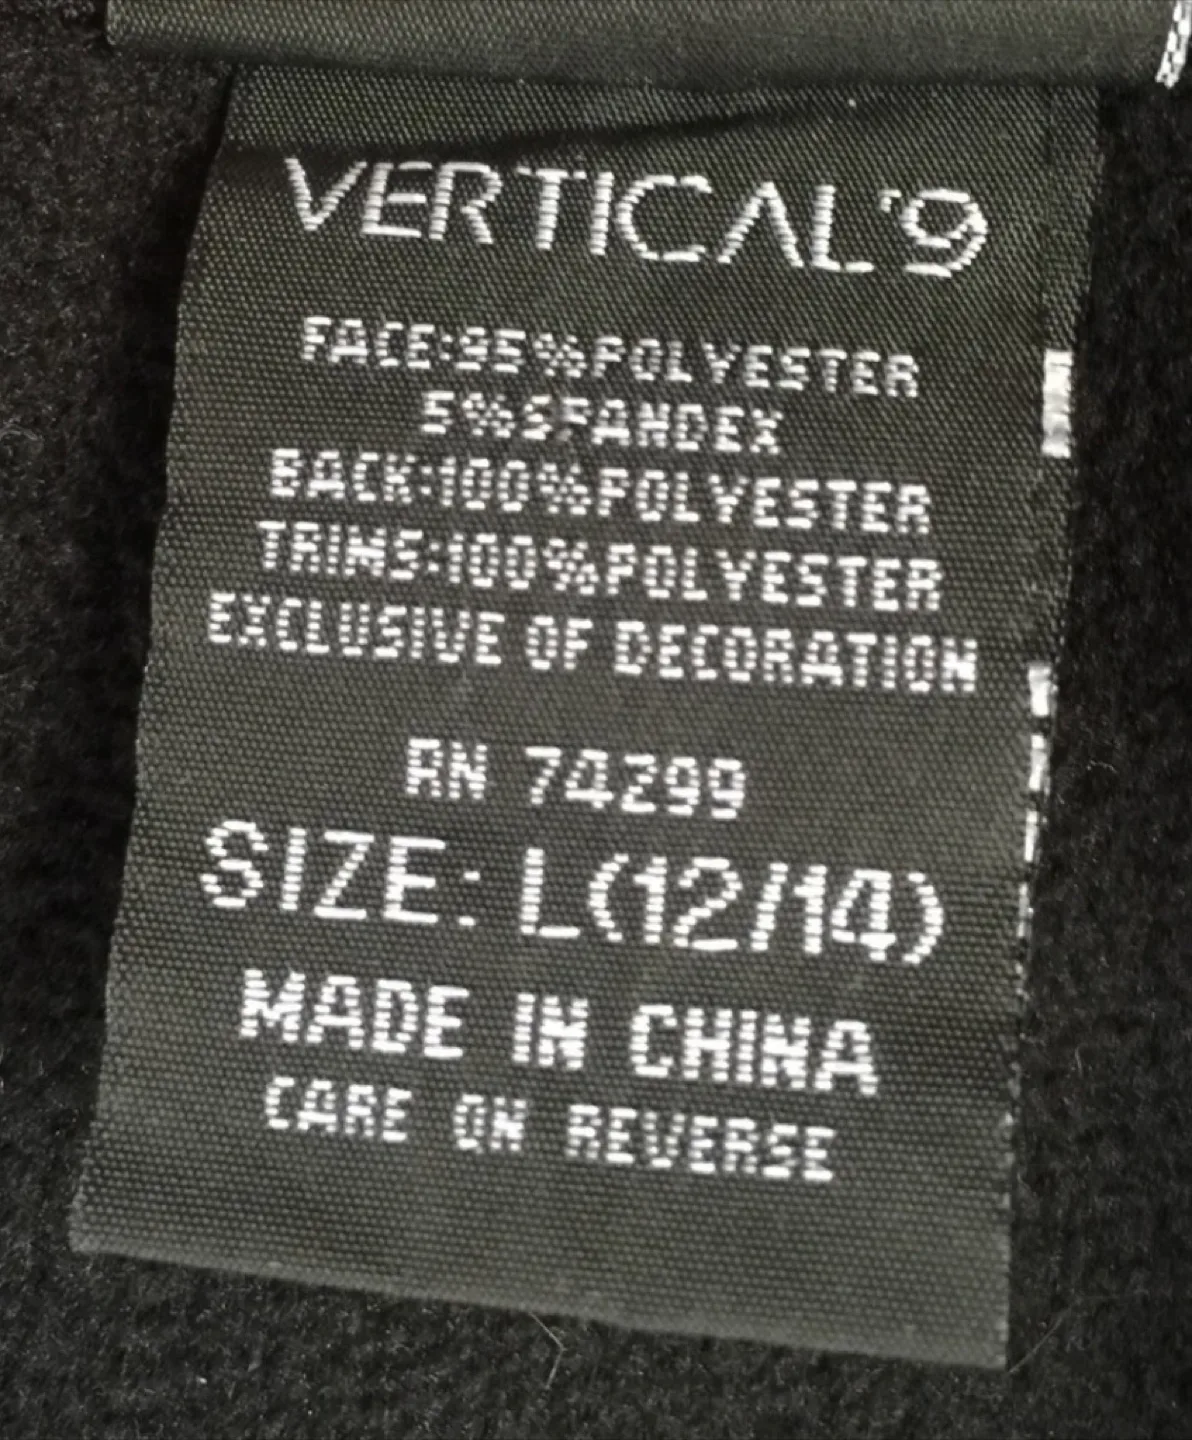 VERTICAL'9
FACE:95%POLYESTER
5%SPANDEX
BACK:100%POLYESTER
TRIMS:100%POLYESTER
EXCLUSIVE OF DECORATION
RN 74299
SIZE: L(12/14)
MADE IN CHINA
CARE ON REVERSE